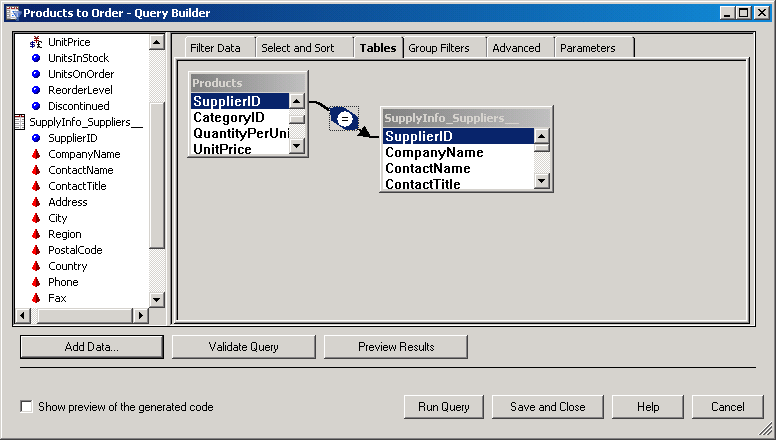 Products to Order - Query Builder
UnitPrice
UnitsInStock
UnitsOnOrder
ReorderLevel
Discontinued
SupplyInfo_Suppliers__
SupplierID
CompanyName
ContactName
ContactTitle
Address
City
Region
PostalCode
Country
Phone
Fax
Filter Data Select and Sort Tables Group Filters Advanced Parameters
Products
SupplierID
CategoryID
QuantityPerUni
UnitPrice
=
SupplyInfo_Suppliers__
SupplierID
CompanyName
ContactName
ContactTitle
Add Data... Validate Query Preview Results
Show preview of the generated code
Run Query Save and Close Help Cancel